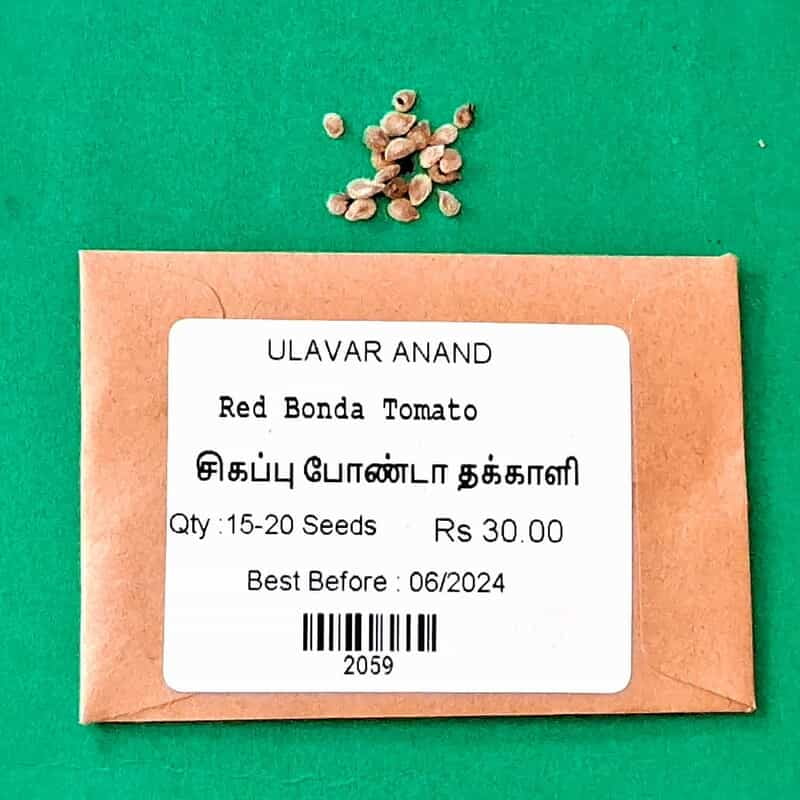 ULAVAR ANAND
Red Bonda Tomato
சிகப்பு போண்டா தக்காளி
Qty :15-20 Seeds Rs 30.00
Best Before : 06/2024
2059